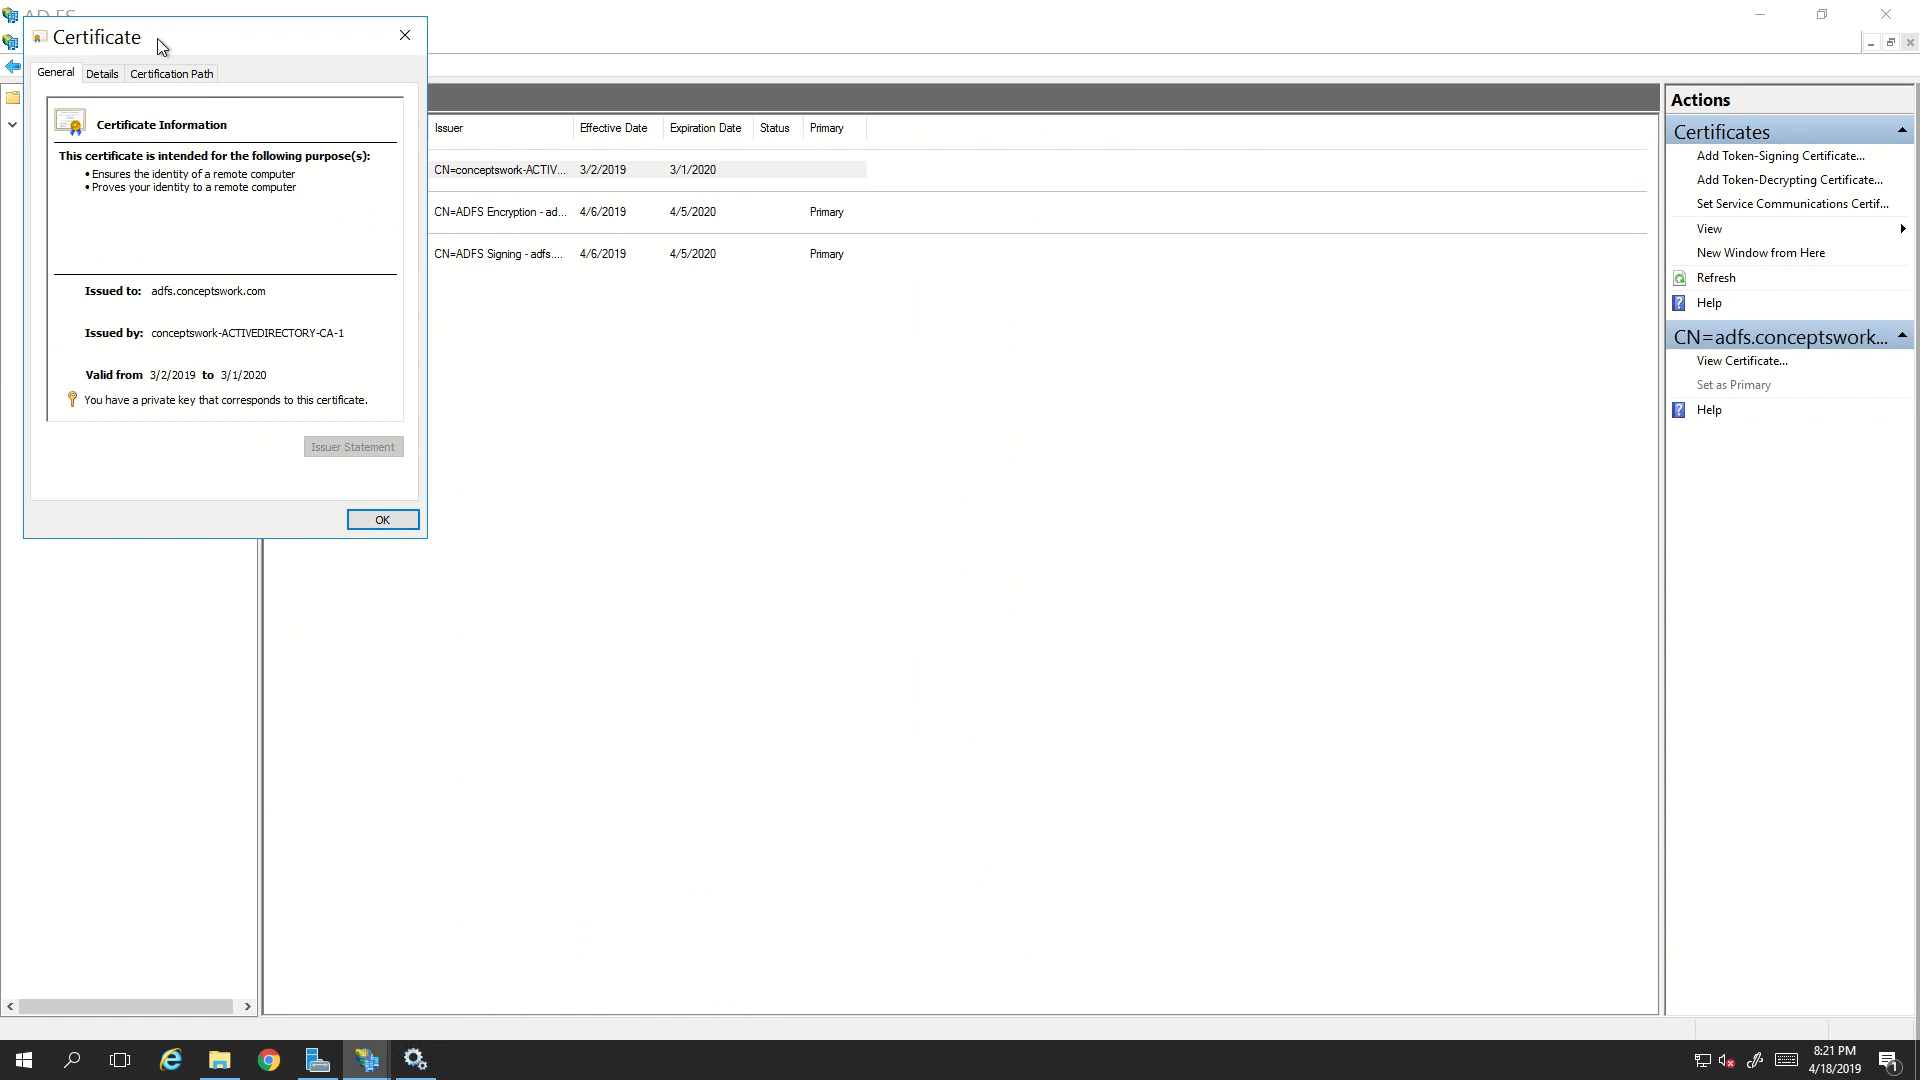 AD FS
Certificate
General Details Certification Path
Certificate Information
This certificate is intended for the following purpose(s):
• Ensures the identity of a remote computer
• Proves your identity to a remote computer
Issued to: adfs.conceptswork.com
Issued by: conceptswork-ACTIVEDIRECTORY-CA-1
Valid from 3/2/2019 to 3/1/2020
You have a private key that corresponds to this certificate.
Issuer Statement
OK
Issuer Effective Date Expiration Date Status Primary
CN=conceptswork-ACTIV... 3/2/2019 3/1/2020
CN=ADFS Encryption - ad... 4/6/2019 4/5/2020 Primary
CN=ADFS Signing - adfs.... 4/6/2019 4/5/2020 Primary
Actions
Certificates
Add Token-Signing Certificate...
Add Token-Decrypting Certificate...
Set Service Communications Certif...
View
New Window from Here
Refresh
Help
CN=adfs.conceptswork...
View Certificate...
Set as Primary
Help
8:21 PM
4/18/2019
1